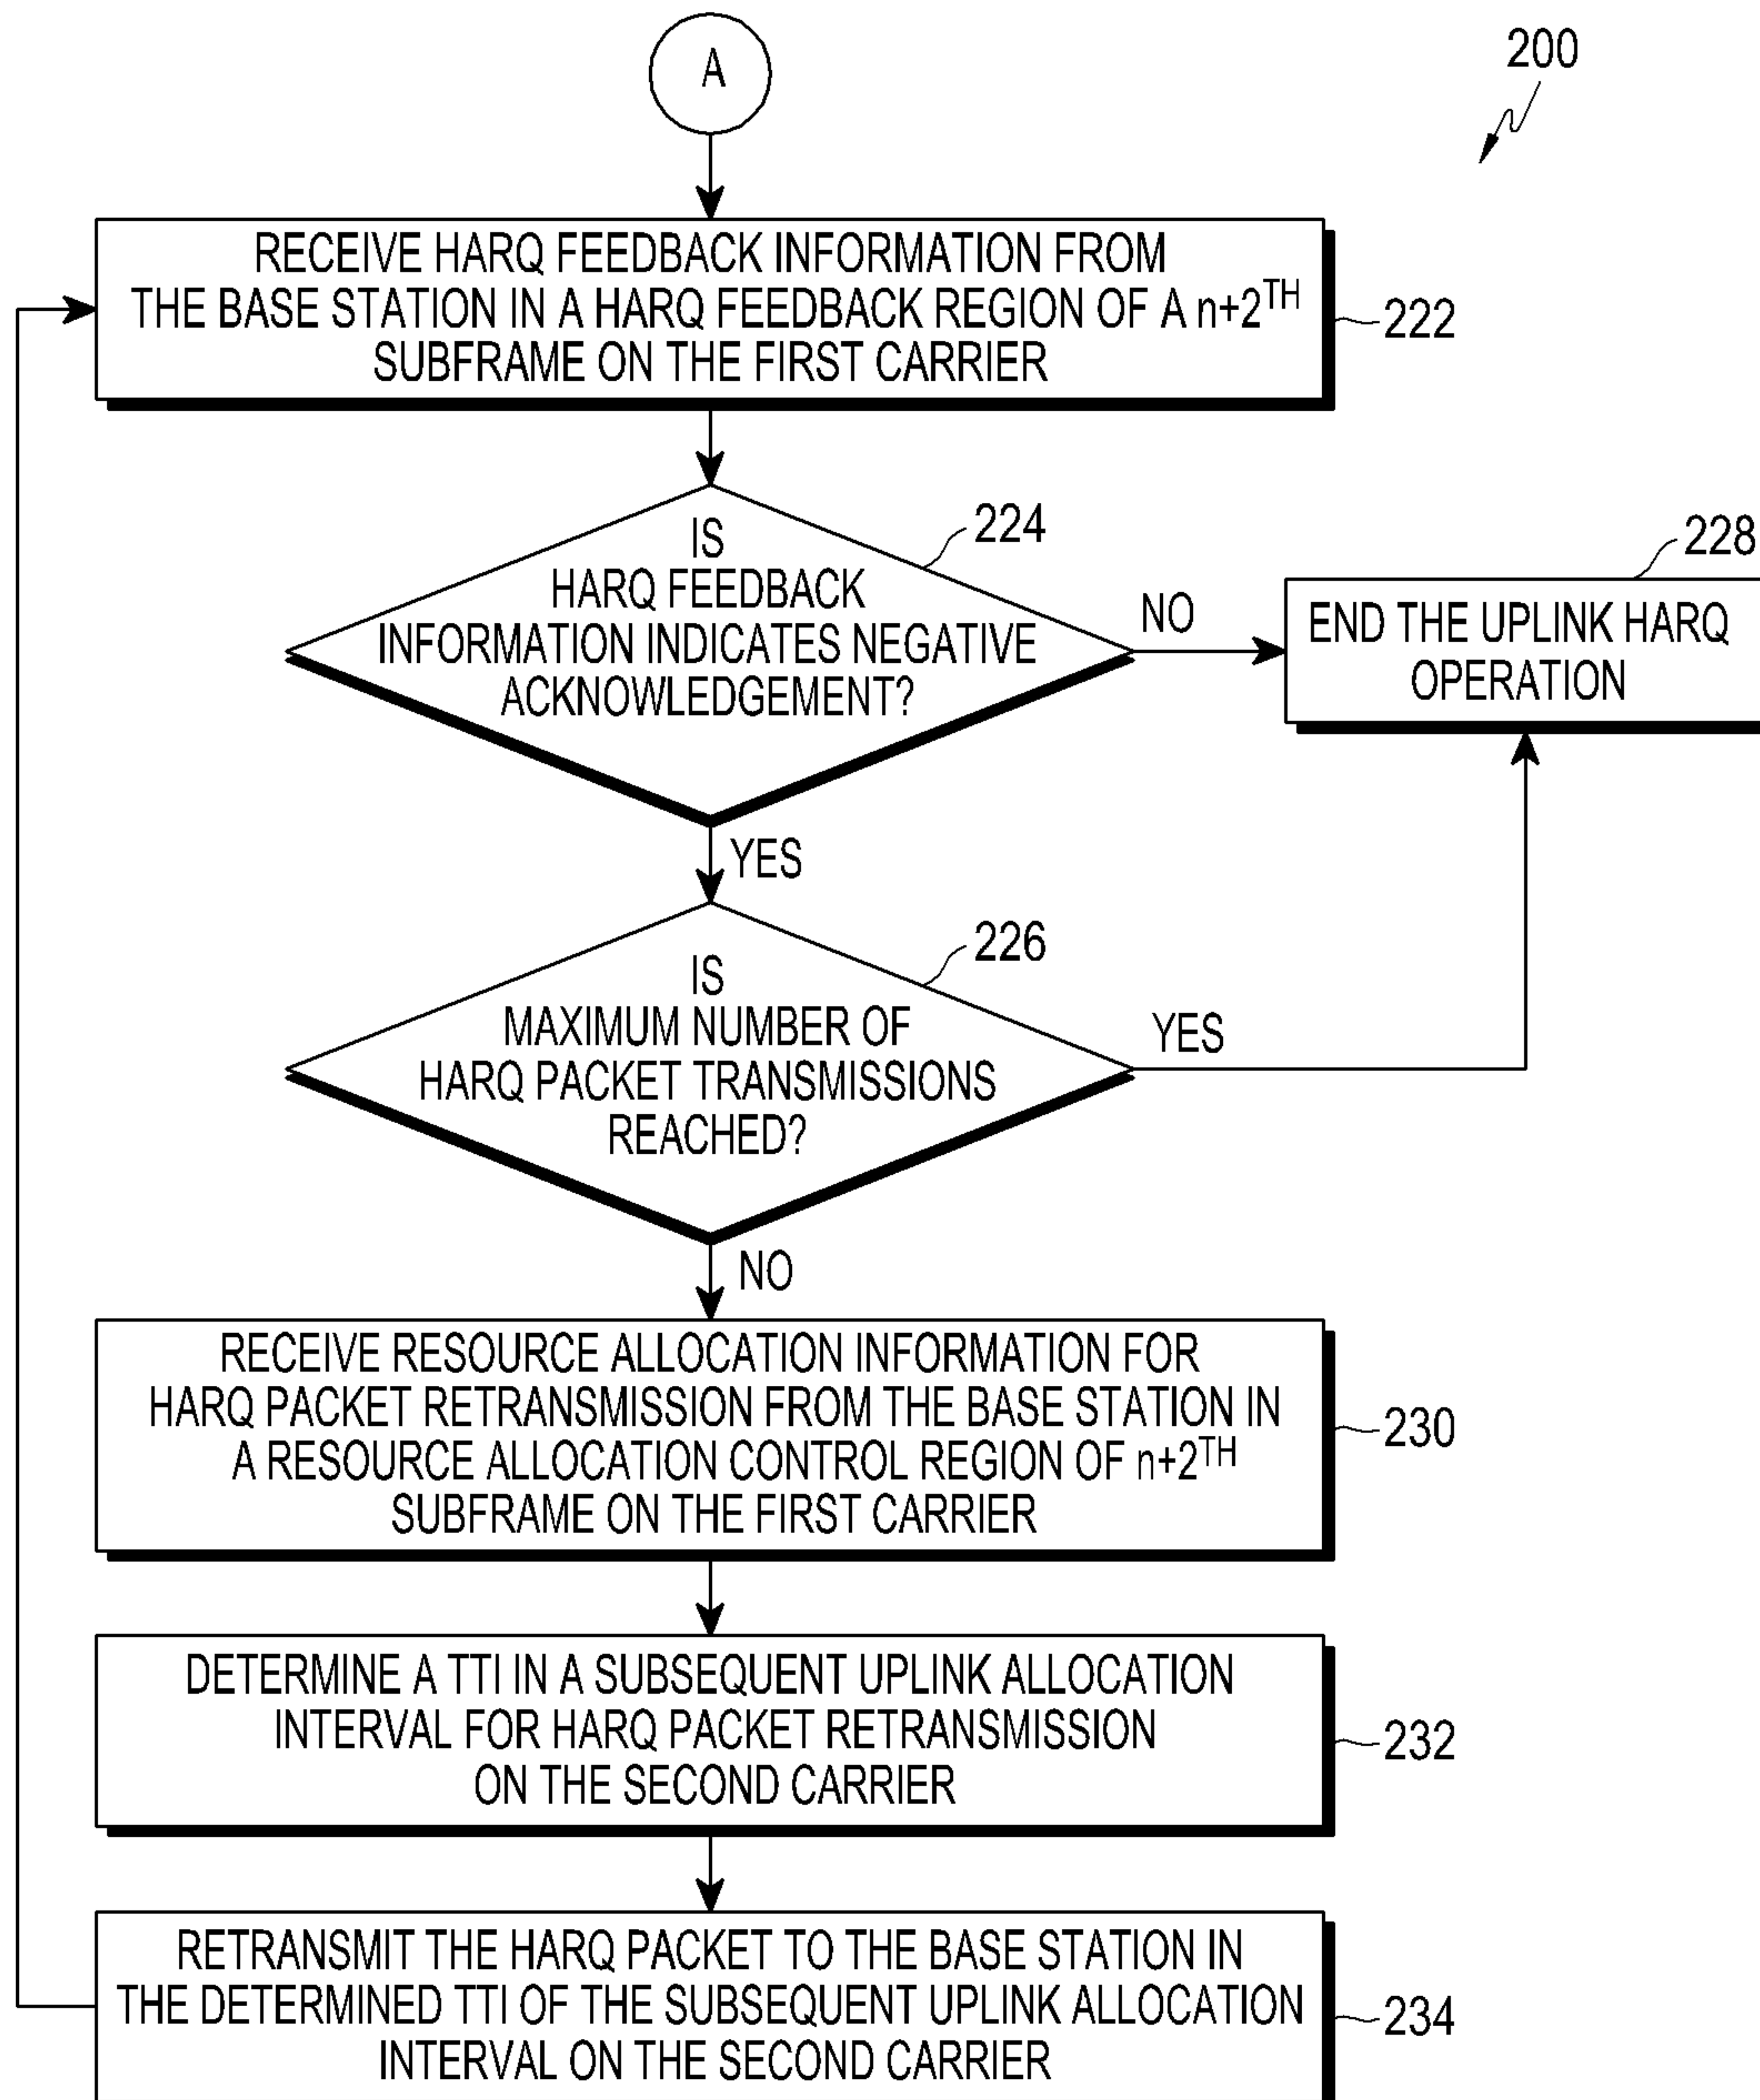 A
200
RECEIVE HARQ FEEDBACK INFORMATION FROM
THE BASE STATION IN A HARQ FEEDBACK REGION OF A n+2TH
SUBFRAME ON THE FIRST CARRIER
222
IS
HARQ FEEDBACK
INFORMATION INDICATES NEGATIVE
ACKNOWLEDGEMENT?
224
NO
228
END THE UPLINK HARQ
OPERATION
YES
IS
MAXIMUM NUMBER OF
HARQ PACKET TRANSMISSIONS
REACHED?
226
YES
NO
RECEIVE RESOURCE ALLOCATION INFORMATION FOR
HARQ PACKET RETRANSMISSION FROM THE BASE STATION IN
A RESOURCE ALLOCATION CONTROL REGION OF n+2TH
SUBFRAME ON THE FIRST CARRIER
230
DETERMINE A TTI IN A SUBSEQUENT UPLINK ALLOCATION
INTERVAL FOR HARQ PACKET RETRANSMISSION
ON THE SECOND CARRIER
232
RETRANSMIT THE HARQ PACKET TO THE BASE STATION IN
THE DETERMINED TTI OF THE SUBSEQUENT UPLINK ALLOCATION
INTERVAL ON THE SECOND CARRIER
234